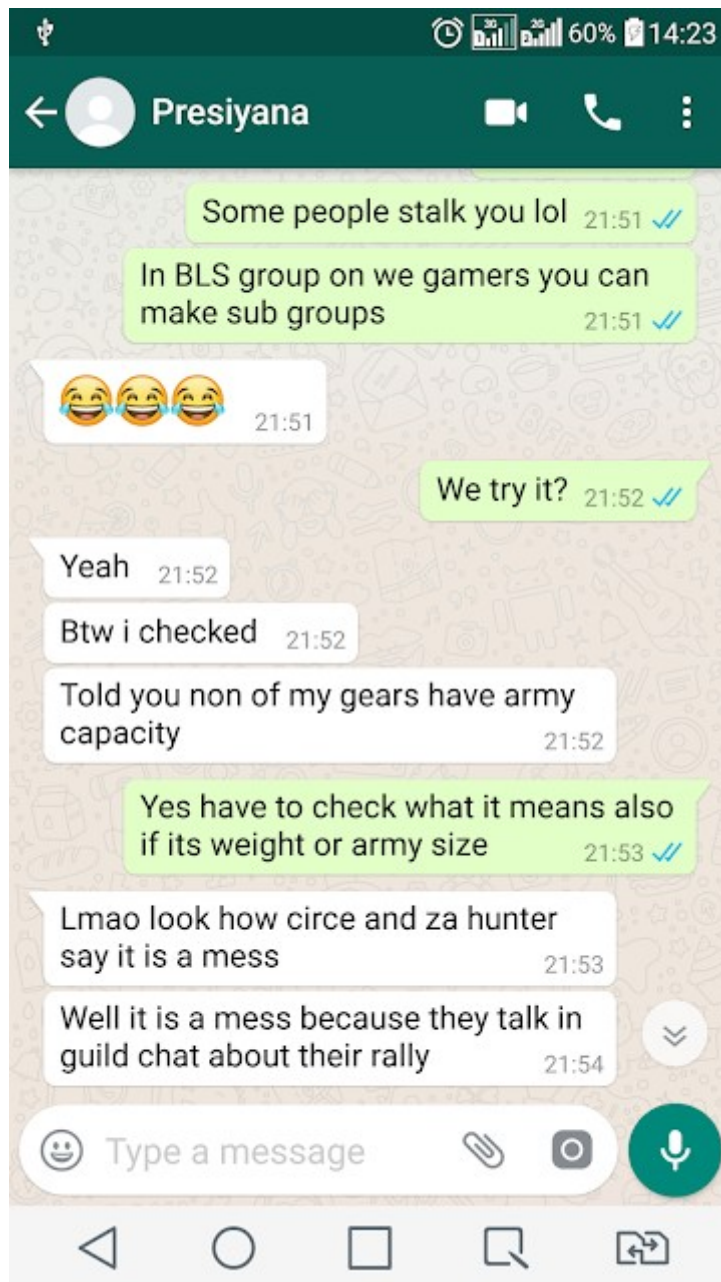 60% 14:23
Presiyana
Some people stalk you lol 21:51
In BLS group on we gamers you can
make sub groups 21:51
😂😂😂 21:51
We try it? 21:52
Yeah 21:52
Btw i checked 21:52
Told you non of my gears have army
capacity 21:52
Yes have to check what it means also
if its weight or army size 21:53
Lmao look how circe and za hunter
say it is a mess 21:53
Well it is a mess because they talk in
guild chat about their rally 21:54
Type a message